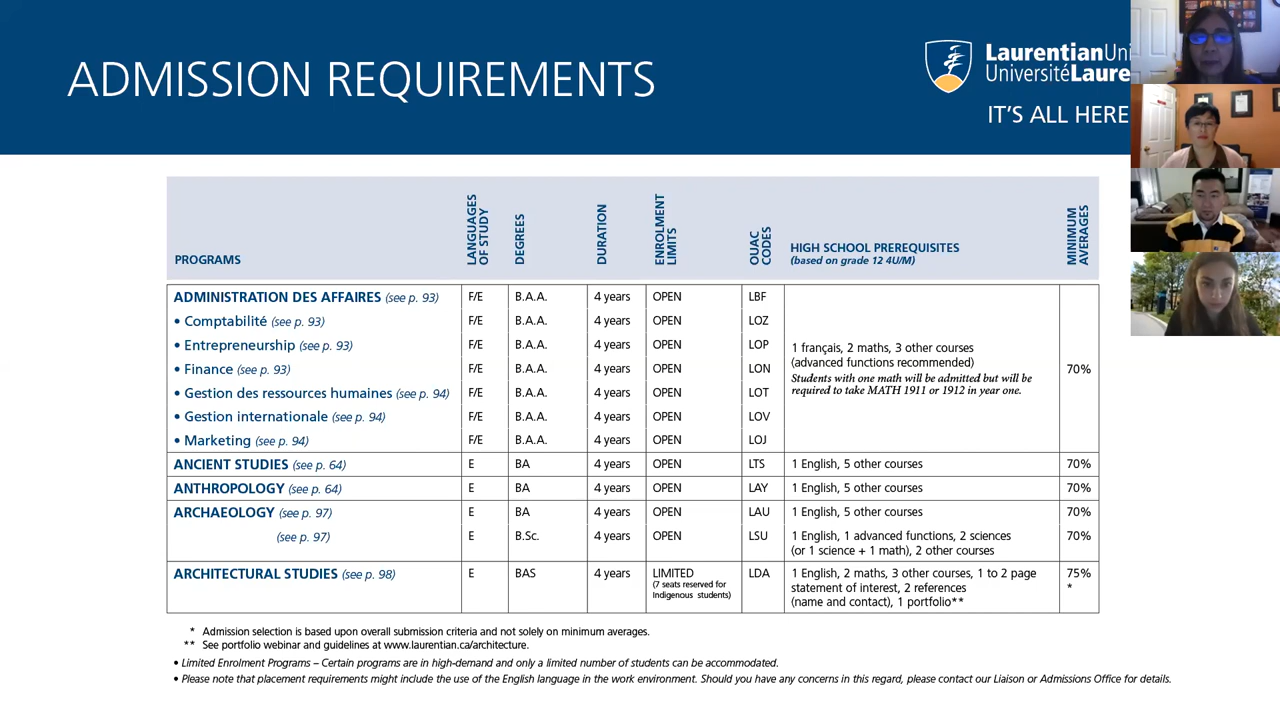 ADMISSION REQUIREMENTS
LaurentianUni
UniversitéLaure
IT'S ALL HERE
PROGRAMS
LANGUAGES OF STUDY
DEGREES
DURATION
ENROLMENT LIMITS
OUAC CODES
HIGH SCHOOL PREREQUISITES
(based on grade 12 4U/M)
MINIMUM AVERAGES
ADMINISTRATION DES AFFAIRES (see p. 93) F/E B.A.A. 4 years OPEN LBF
• Comptabilité (see p. 93) F/E B.A.A. 4 years OPEN LOZ
• Entrepreneurship (see p. 93) F/E B.A.A. 4 years OPEN LOP
• Finance (see p. 93) F/E B.A.A. 4 years OPEN LON
• Gestion des ressources humaines (see p. 94) F/E B.A.A. 4 years OPEN LOT
• Gestion internationale (see p. 94) F/E B.A.A. 4 years OPEN LOV
• Marketing (see p. 94) F/E B.A.A. 4 years OPEN LOJ
1 français, 2 maths, 3 other courses
(advanced functions recommended)
Students with one math will be admitted but will be
required to take MATH 1911 or 1912 in year one.
70%
ANCIENT STUDIES (see p. 64) E BA 4 years OPEN LTS 1 English, 5 other courses 70%
ANTHROPOLOGY (see p. 64) E BA 4 years OPEN LAY 1 English, 5 other courses 70%
ARCHAEOLOGY (see p. 97) E BA 4 years OPEN LAU 1 English, 5 other courses 70%
(see p. 97) E B.Sc. 4 years OPEN LSU 1 English, 1 advanced functions, 2 sciences 70%
(or 1 science + 1 math), 2 other courses
ARCHITECTURAL STUDIES (see p. 98) E BAS 4 years LIMITED LDA 1 English, 2 maths, 3 other courses, 1 to 2 page 75%
(7 seats reserved for Indigenous students) statement of interest, 2 references *
(name and contact), 1 portfolio**
* Admission selection is based upon overall submission criteria and not solely on minimum averages.
** See portfolio webinar and guidelines at www.laurentian.ca/architecture.
• Limited Enrolment Programs – Certain programs are in high-demand and only a limited number of students can be accommodated.
• Please note that placement requirements might include the use of the English language in the work environment. Should you have any concerns in this regard, please contact our Liaison or Admissions Office for details.